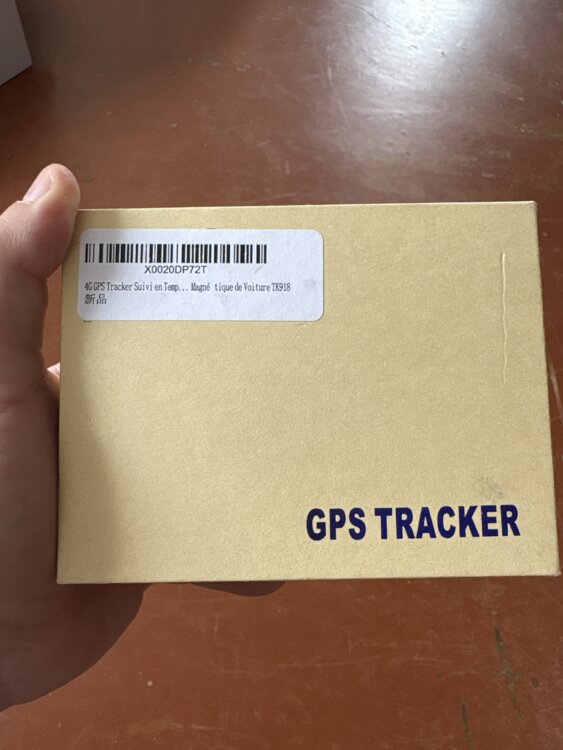 X0020DP72T
4G GPS Tracker Suivi en Temp... Magné tique de Voiture TK918
新品
GPS TRACKER